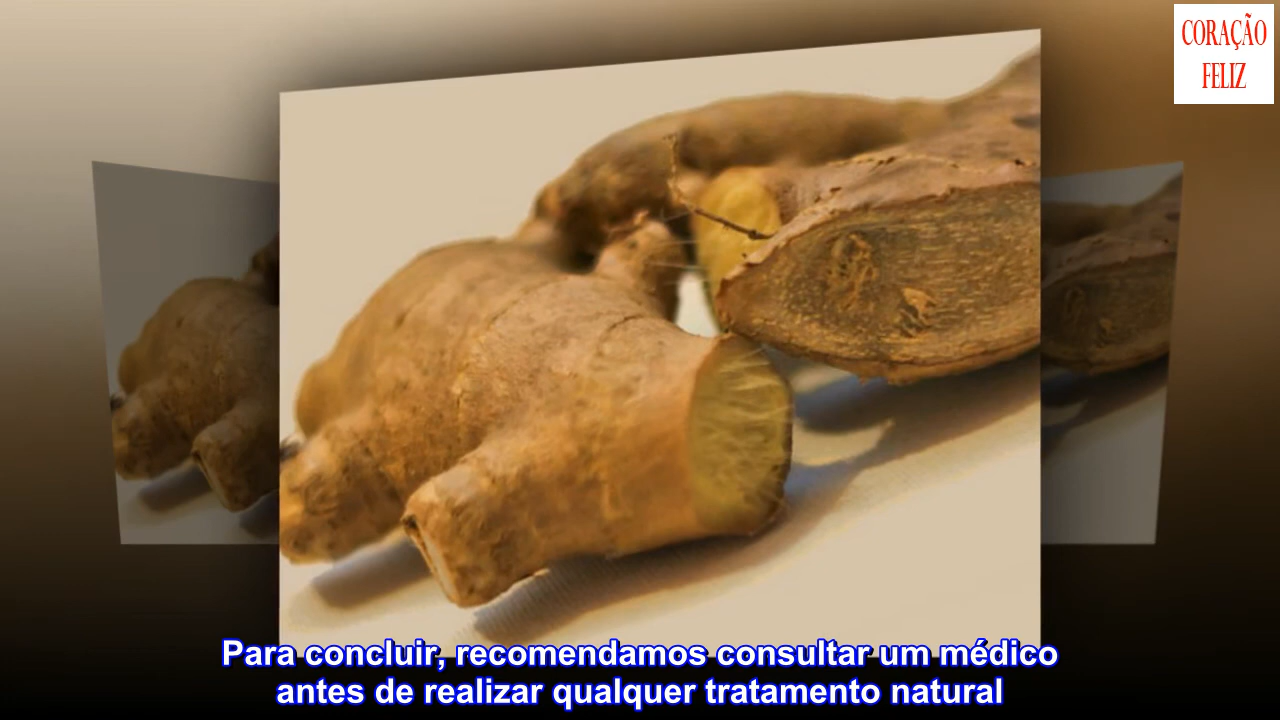 CORAÇÃO
FELIZ
Para concluir, recomendamos consultar um médico
antes de realizar qualquer tratamento natural